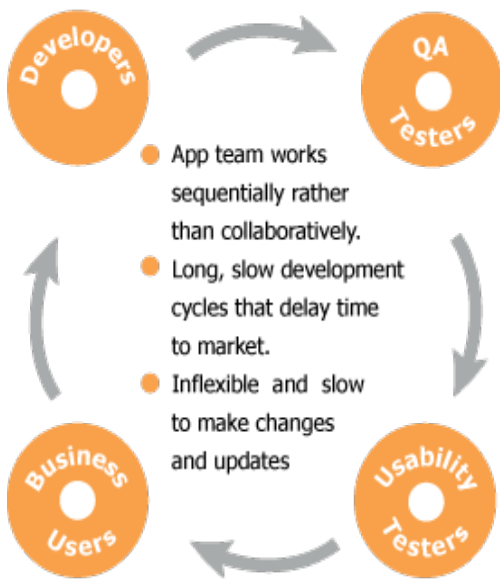 Developers
QA
Testers
App team works
sequentially rather
than collaboratively.
Long, slow development
cycles that delay time
to market.
Inflexible and slow
to make changes
and updates
Business
Users
Usability
Testers